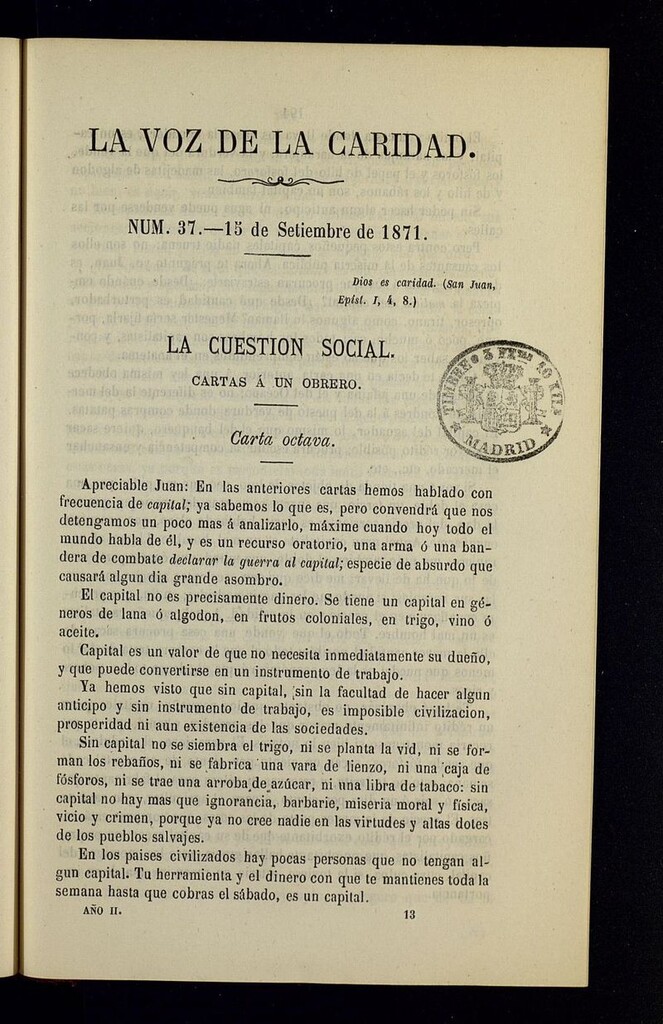 LA VOZ DE LA CARIDAD.
NUM. 37.—15 de Setiembre de 1871.
Dios es caridad. (San Juan,
Epíst. I, 4, 8.)
LA CUESTION SOCIAL.
CARTAS Á UN OBRERO.
Carta octava.
TIMBRE DE 3 EXMS 10 KILS
MADRID
Apreciable Juan: En las anteriores cartas hemos hablado con
frecuencia de capital; ya sabemos lo que es, pero convendrá que nos
detengamos un poco mas á analizarlo, máxime cuando hoy todo el
mundo habla de él, y es un recurso oratorio, una arma ó una ban-
dera de combate declarar la guerra al capital; especie de absurdo que
causará algun dia grande asombro.
El capital no es precisamente dinero. Se tiene un capital en gé-
neros de lana ó algodon, en frutos coloniales, en trigo, vino ó
aceite.
Capital es un valor de que no necesita inmediatamente su dueño,
y que puede convertirse en un instrumento de trabajo.
Ya hemos visto que sin capital, sin la facultad de hacer algun
anticipo y sin instrumento de trabajo, es imposible civilizacion,
prosperidad ni aun existencia de las sociedades.
Sin capital no se siembra el trigo, ni se planta la vid, ni se for-
man los rebaños, ni se fabrica una vara de lienzo, ni una caja de
fósforos, ni se trae una arroba de azúcar, ni una libra de tabaco: sin
capital no hay mas que ignorancia, barbarie, miseria moral y física,
vicio y crimen, porque ya no cree nadie en las virtudes y altas dotes
de los pueblos salvajes.
En los paises civilizados hay pocas personas que no tengan al-
gun capital. Tu herramienta y el dinero con que te mantienes toda la
semana hasta que cobras el sábado, es un capital.
AÑO II.
13